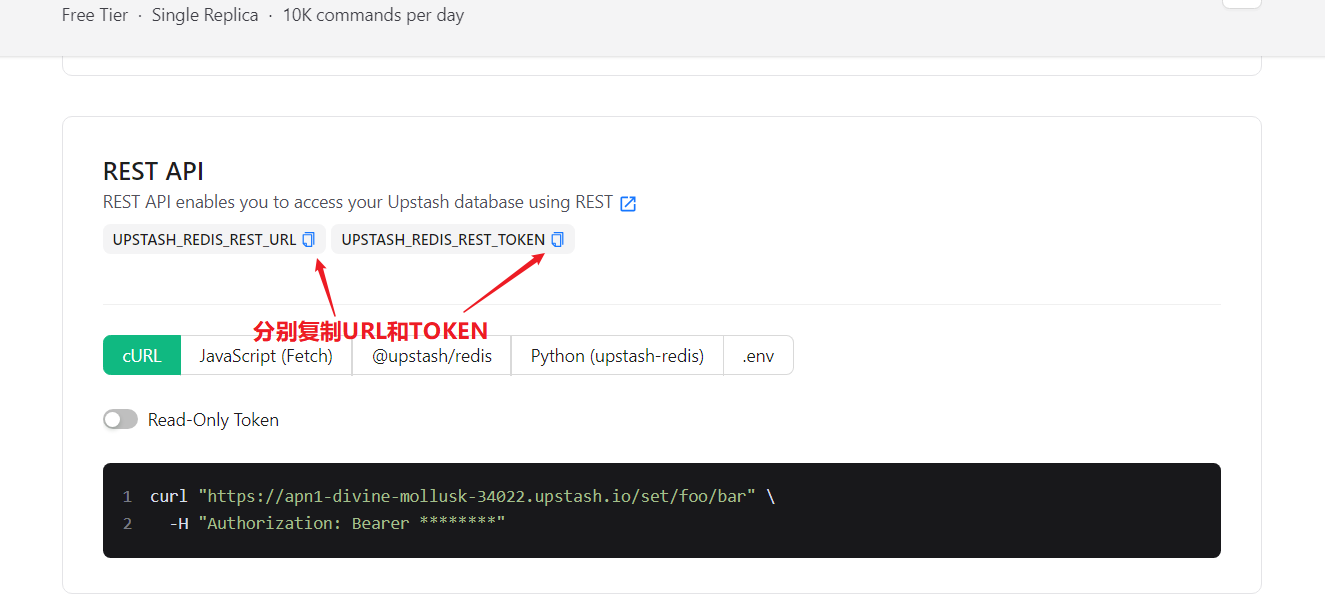 Free Tier · Single Replica · 10K commands per day
REST API
REST API enables you to access your Upstash database using REST
UPSTASH_REDIS_REST_URL UPSTASH_REDIS_REST_TOKEN
分别复制URL和TOKEN
cURL JavaScript (Fetch) @upstash/redis Python (upstash-redis) .env
Read-Only Token
1 curl "https://apn1-divine-mollusk-34022.upstash.io/set/foo/bar" \
2 -H "Authorization: Bearer ********"